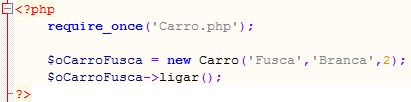 <?php
require_once('Carro.php');
$oCarroFusca = new Carro('Fusca','Branca',2);
$oCarroFusca->ligar();
?>